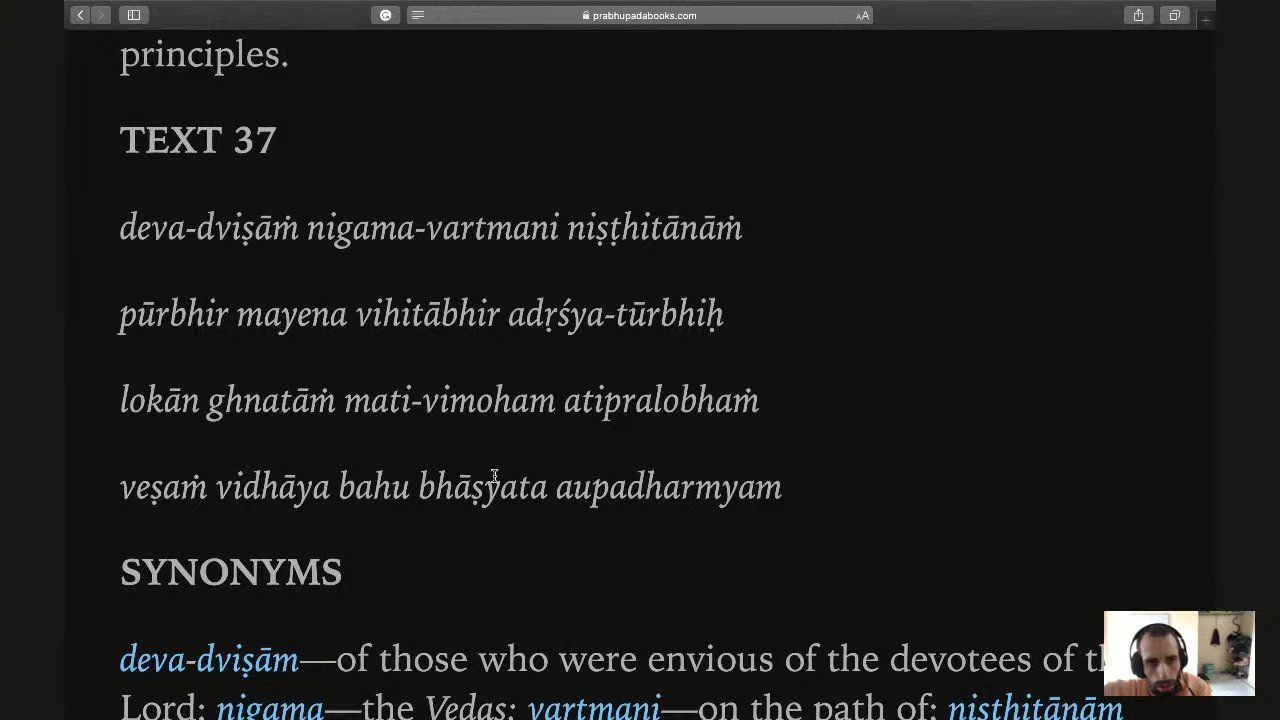 prabhupadabooks.com
AA
principles.
TEXT 37
deva-dviṣāṁ nigama-vartmani niṣṭhitānāṁ
pūrbhir mayena vihitābhir adṛśya-tūrbhiḥ
lokān ghnatāṁ mati-vimoham atipralobhaṁ
veṣaṁ vidhāya bahu bhāṣyata aupadharmyam
SYNONYMS
deva-dviṣām—of those who were envious of the devotees of
Lord; nigama—the Vedas; vartmani—on the path of; niṣṭhitānām